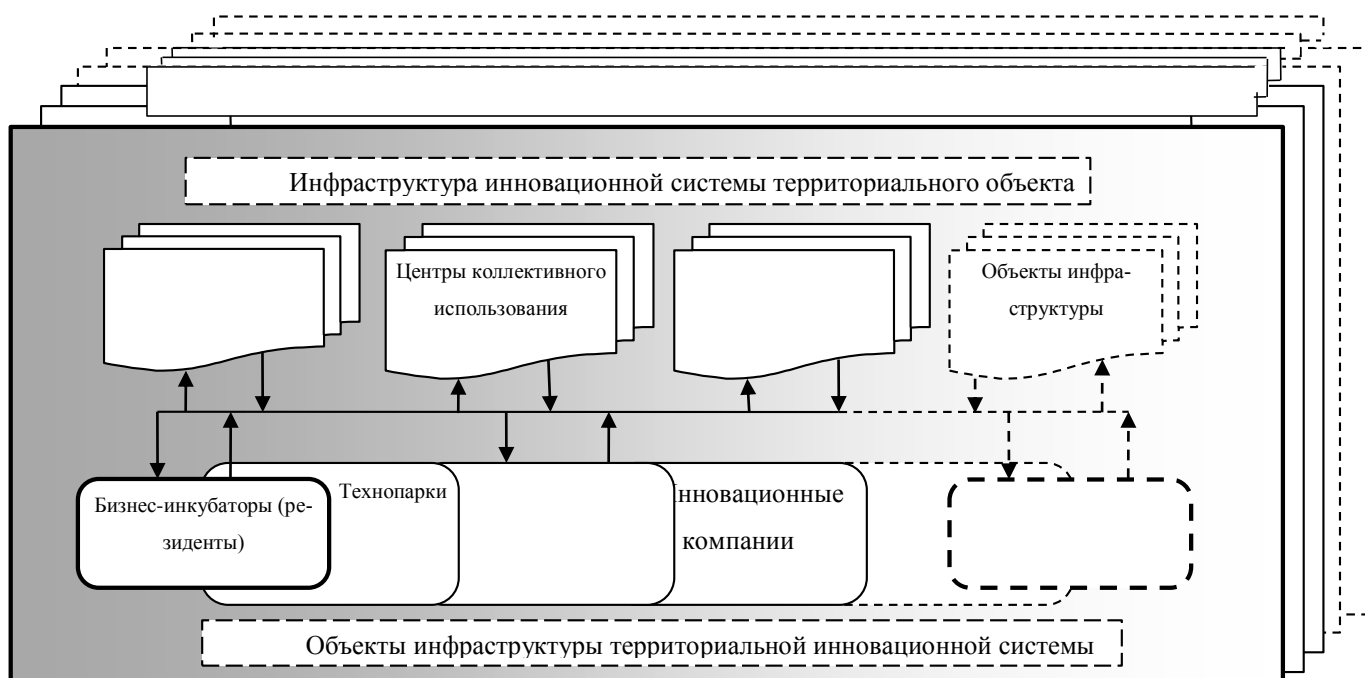 Инфраструктура инновационной системы территориального объекта
Центры коллективного
использования
Объекты инфра-
структуры
Бизнес-инкубаторы (ре-
зиденты)
Технопарки
нновационные
компании
Объекты инфраструктуры территориальной инновационной системы